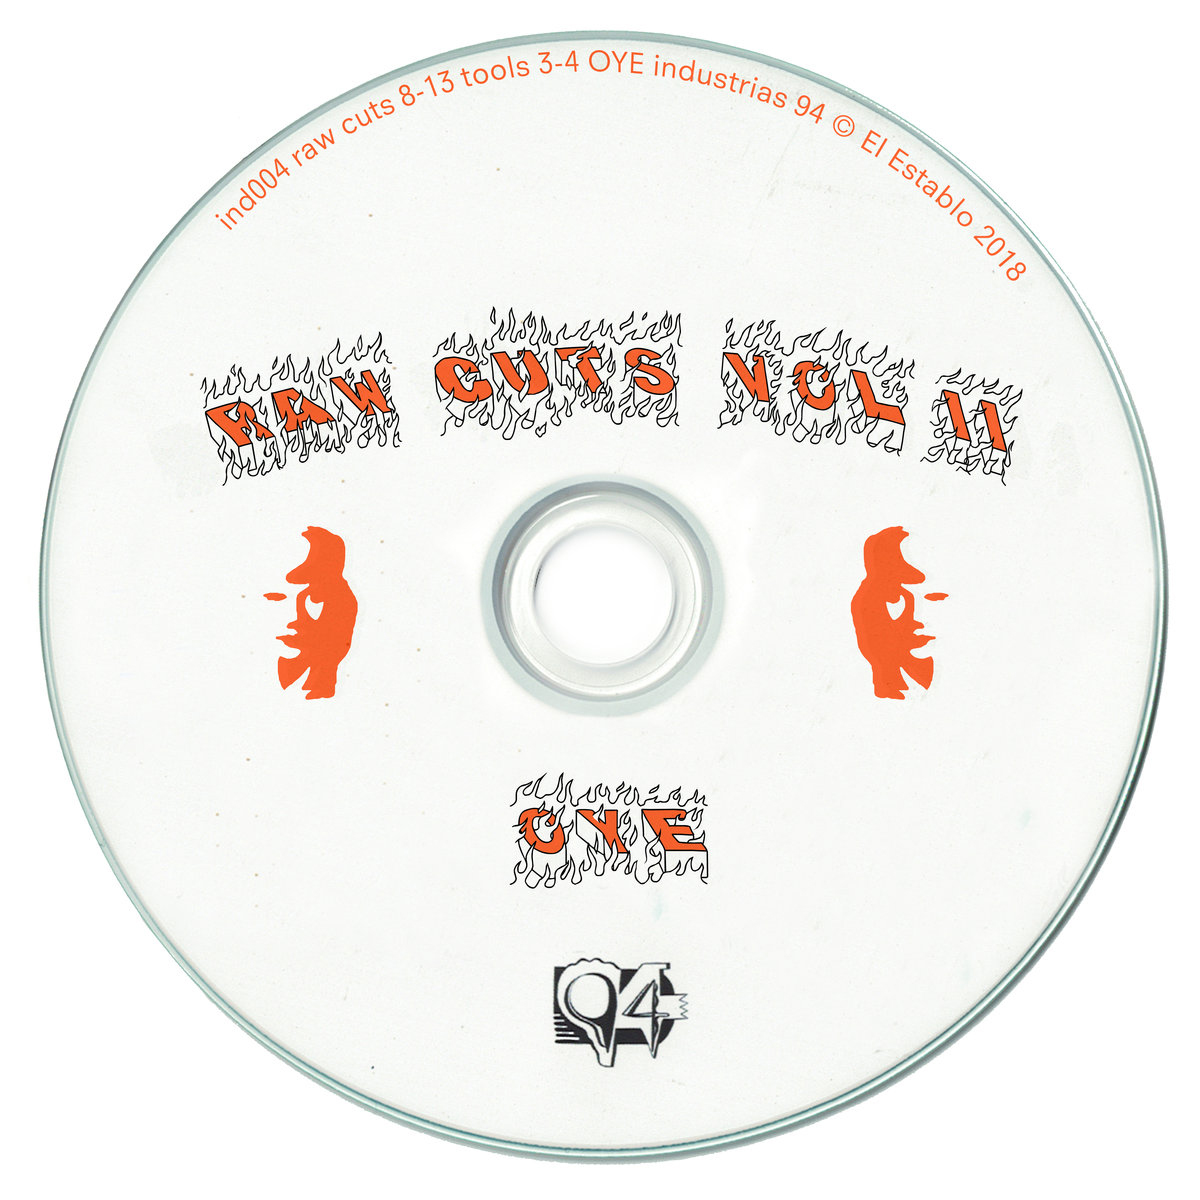 ind004 raw cuts 8-13 tools 3-4 OYE industrias 94 © El Establo 2018
RAW CUTS VOL II
OYE
94